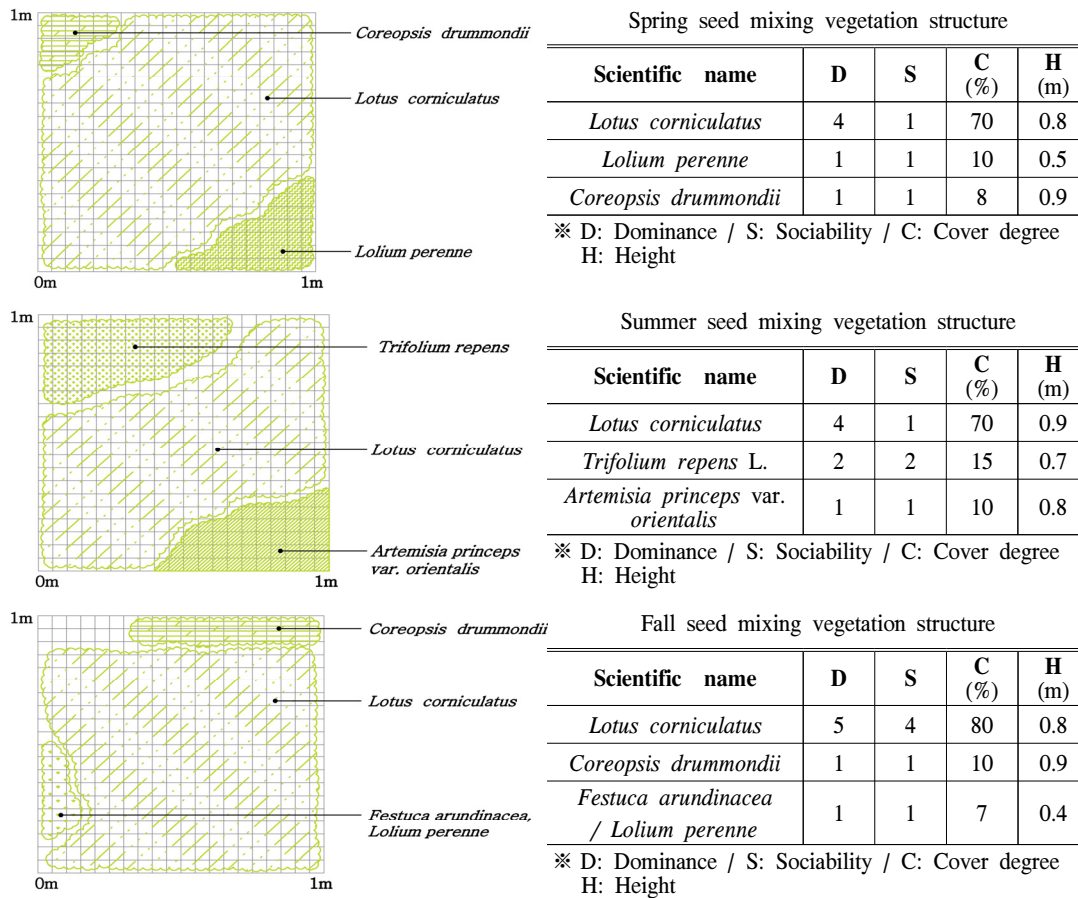 1m
Coreopsis drummondii
Lotus corniculatus
Lolium perenne
0m 1m
Spring seed mixing vegetation structure
Scientific name D S C (%) H (m)
Lotus corniculatus 4 1 70 0.8
Lolium perenne 1 1 10 0.5
Coreopsis drummondii 1 1 8 0.9
※ D: Dominance / S: Sociability / C: Cover degree
H: Height
1m
Trifolium repens
Lotus corniculatus
Artemisia princeps
var. orientalis
0m 1m
Summer seed mixing vegetation structure
Scientific name D S C (%) H (m)
Lotus corniculatus 4 1 70 0.9
Trifolium repens L. 2 2 15 0.7
Artemisia princeps var.
orientalis 1 1 10 0.8
※ D: Dominance / S: Sociability / C: Cover degree
H: Height
1m
Coreopsis drummondii
Lotus corniculatus
Festuca arundinacea,
Lolium perenne
0m 1m
Fall seed mixing vegetation structure
Scientific name D S C (%) H (m)
Lotus corniculatus 5 4 80 0.8
Coreopsis drummondii 1 1 10 0.9
Festuca arundinacea
/ Lolium perenne 1 1 7 0.4
※ D: Dominance / S: Sociability / C: Cover degree
H: Height